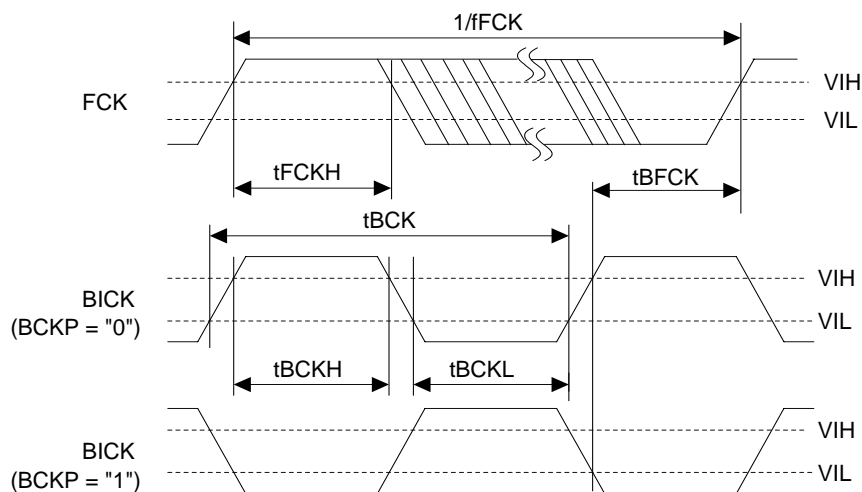 1/fFCK
FCK
VIH
VIL
tFCKH
tBFCK
tBCK
BICK
(BCKP = "0")
VIH
VIL
tBCKH
tBCKL
BICK
(BCKP = "1")
VIH
VIL